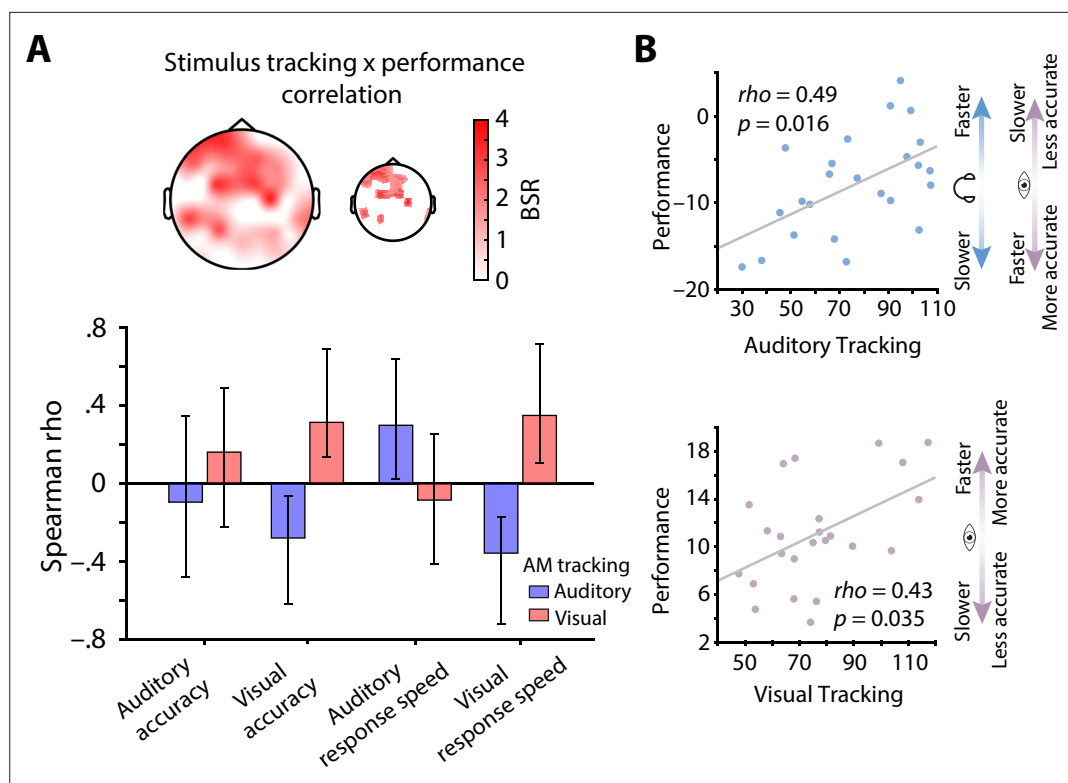 A
Stimulus tracking x performance
correlation
4
3
2
1
0
BSR
.8
.4
0
–.4
–.8
Spearman rho
AM tracking
Auditory
Visual
Auditory
accuracy
Visual
accuracy
Auditory
response speed
Visual
response speed
B
0
–10
–20
Performance
rho = 0.49
p = 0.016
30
50
70
90
110
Auditory Tracking
Slower
Faster
Faster
Slower
More accurate
Less accurate
18
14
10
6
2
Performance
rho = 0.43
p = 0.035
50
70
90
110
Visual Tracking
Slower
Faster
Less accurate
More accurate